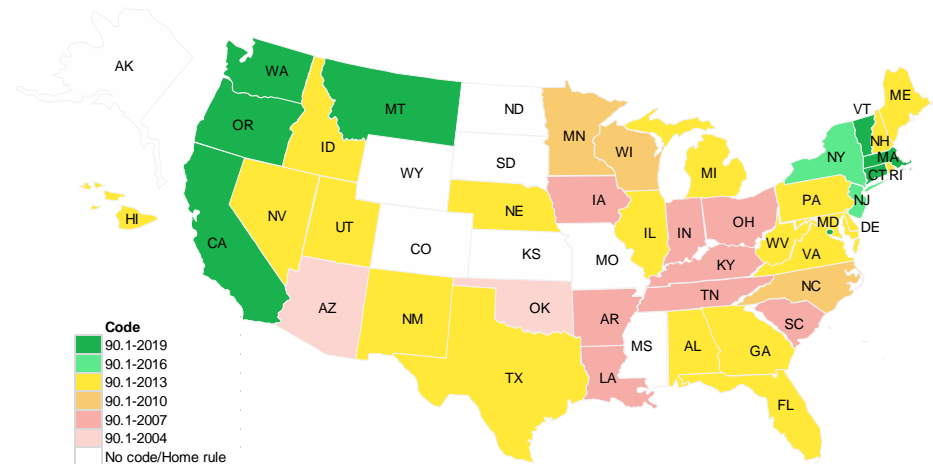 AK
WA
MT
ND
MN
VT
ME
OR
ID
SD
WI
NY
NH
MA
CT RI
WY
MI
HI
NV
UT
NE
IA
PA
NJ
CA
CO
KS
MO
IL
IN
OH
WV
MD
DE
VA
KY
AZ
NM
OK
AR
TN
NC
SC
TX
LA
MS
AL
GA
FL
Code
90.1-2019
90.1-2016
90.1-2013
90.1-2010
90.1-2007
90.1-2004
No code/Home rule